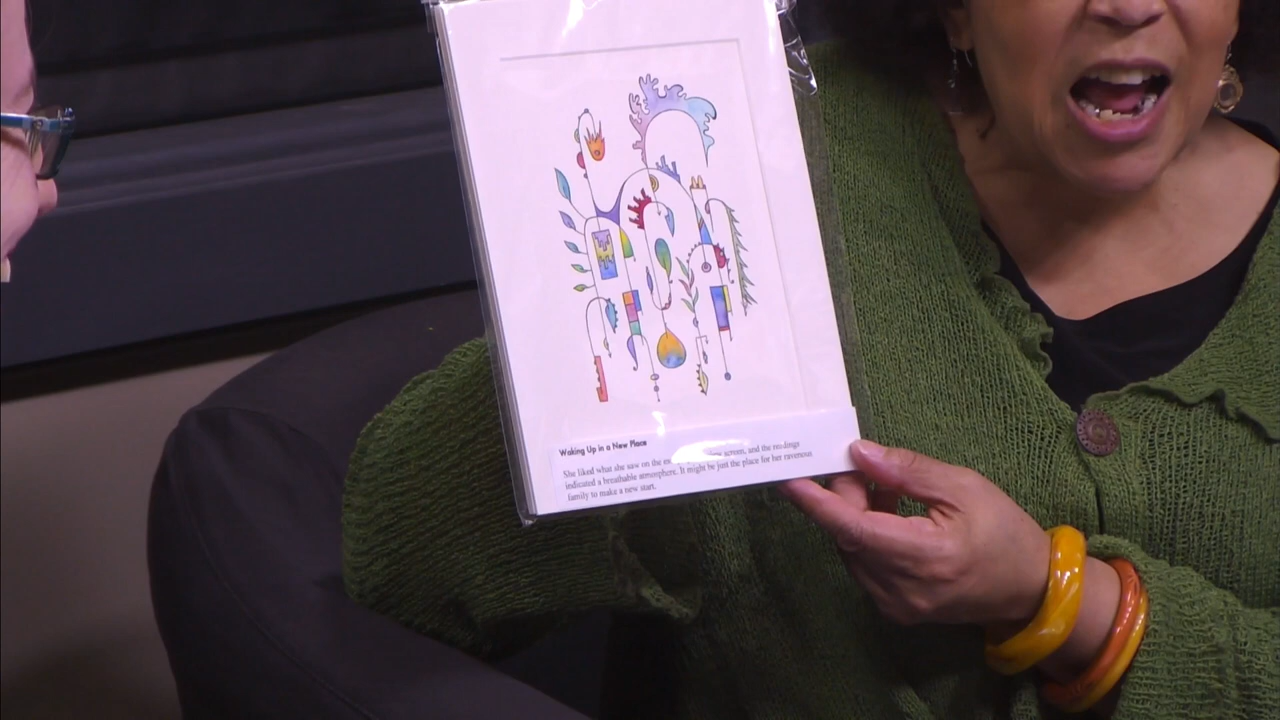 Waking Up in a New Place
She liked what she saw on the screen, and the readings
indicated a breathable atmosphere. It might be just the place for her ravenous
family to make a new start.